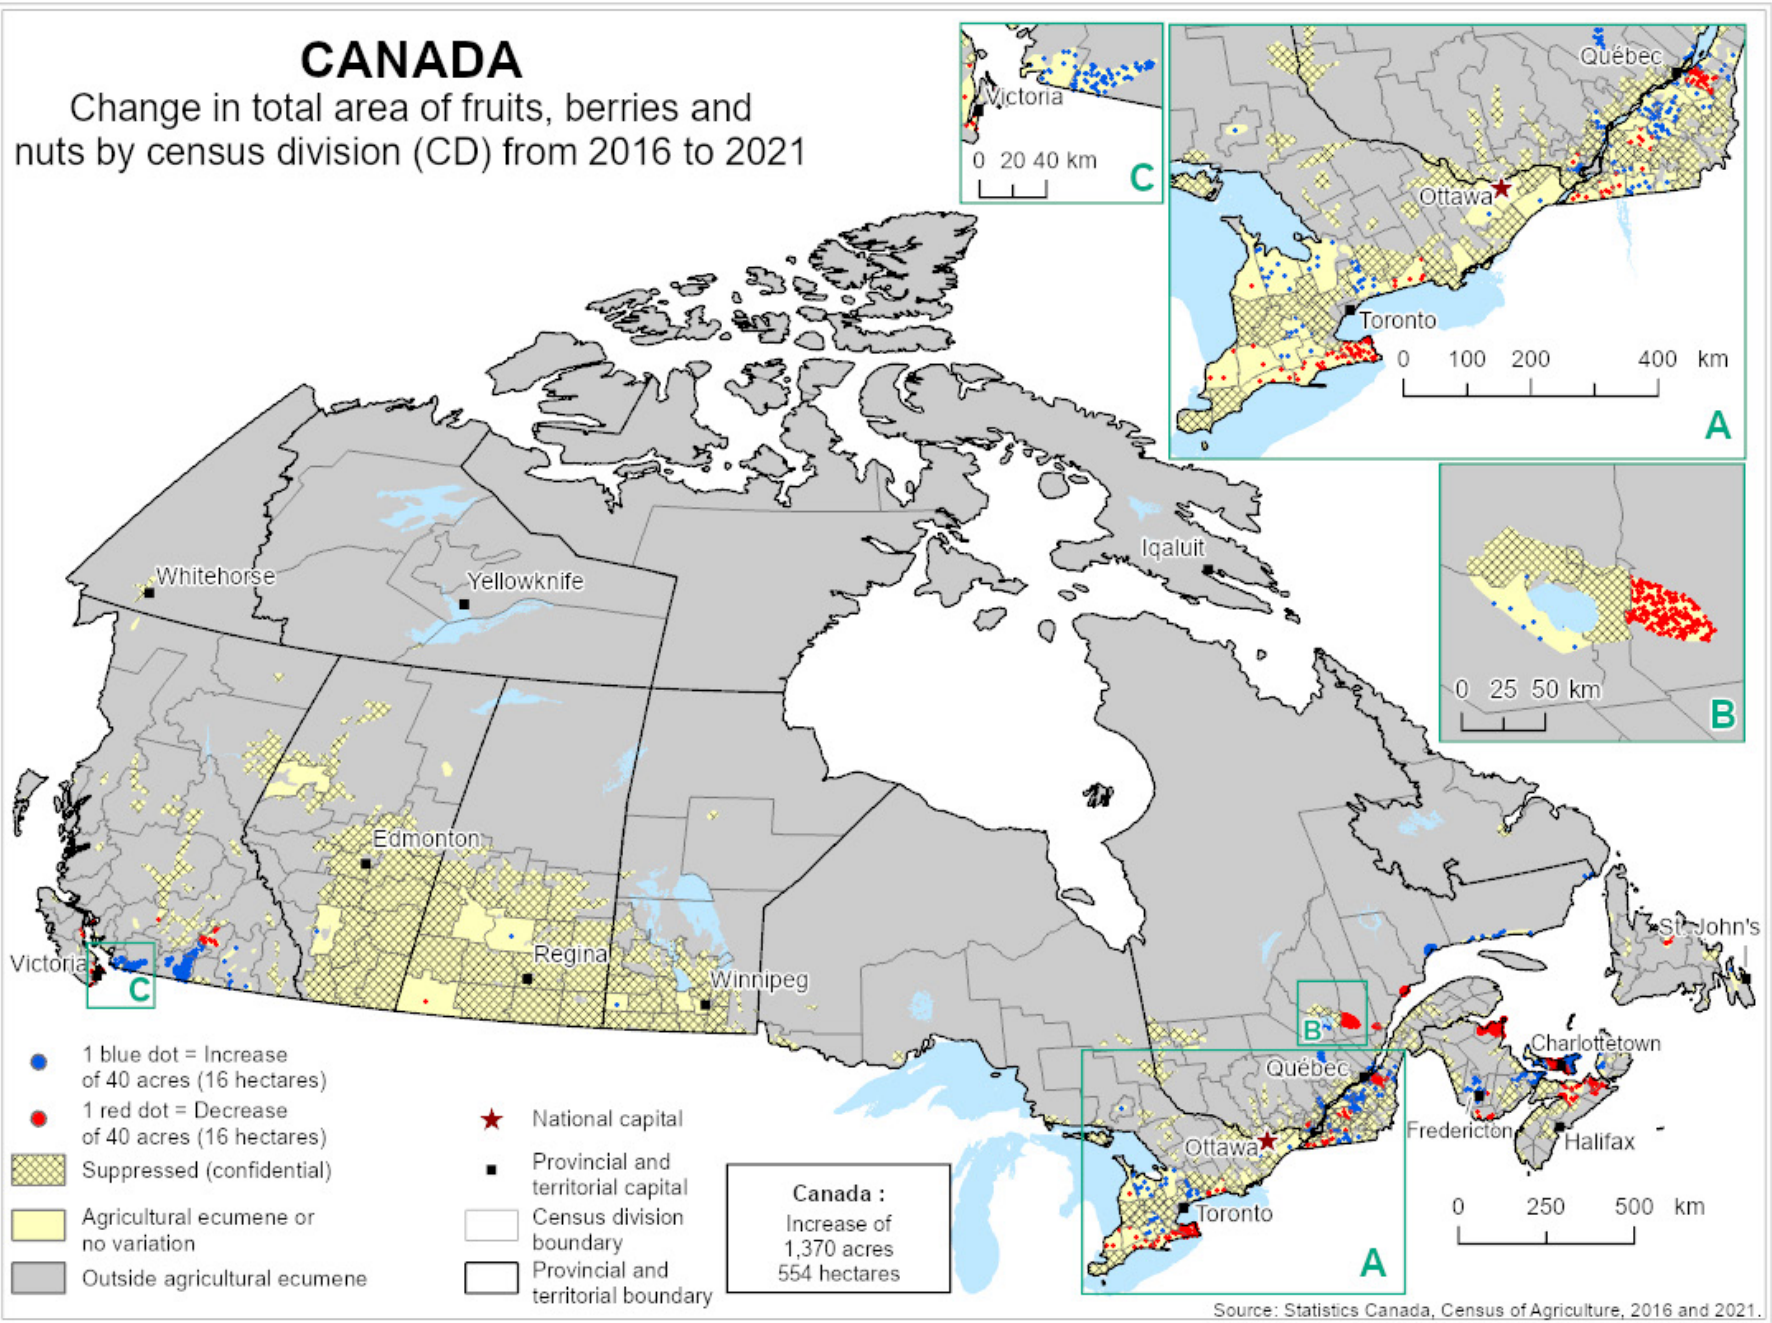 CANADA
Change in total area of fruits, berries and
nuts by census division (CD) from 2016 to 2021
Victoria
0 20 40 km
C
Québec
Ottawa
Toronto
0 100 200 400 km
A
0 25 50 km
B
Iqaluit
Whitehorse
Yellowknife
Edmonton
Regina
Winnipeg
Victoria
C
St. John's
B
Québec
Charlottetown
Fredericton
Halifax
Ottawa
Toronto
A
0 250 500 km
1 blue dot = Increase
of 40 acres (16 hectares)
1 red dot = Decrease
of 40 acres (16 hectares)
Suppressed (confidential)
Agricultural ecumene or
no variation
Outside agricultural ecumene
National capital
Provincial and
territorial capital
Census division
boundary
Provincial and
territorial boundary
Canada :
Increase of
1,370 acres
554 hectares
Source: Statistics Canada, Census of Agriculture, 2016 and 2021.